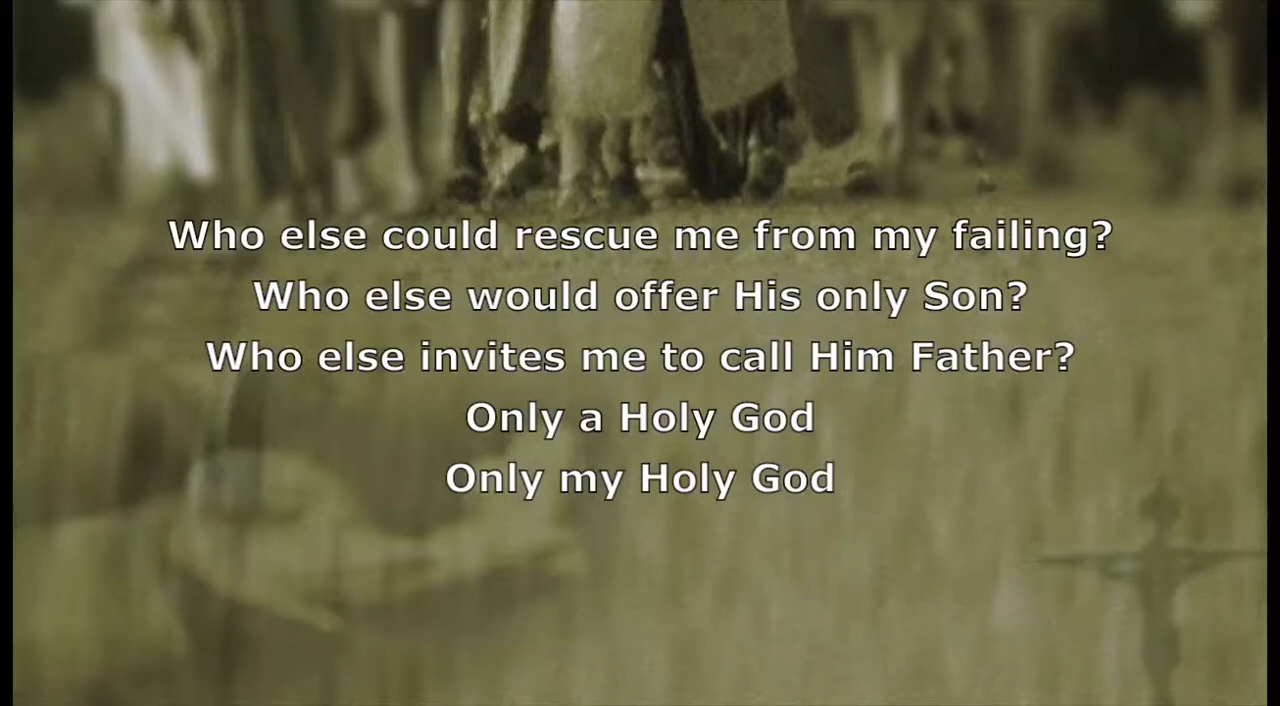 Who else could rescue me from my failing?
Who else would offer His only Son?
Who else invites me to call Him Father?
Only a Holy God
Only my Holy God